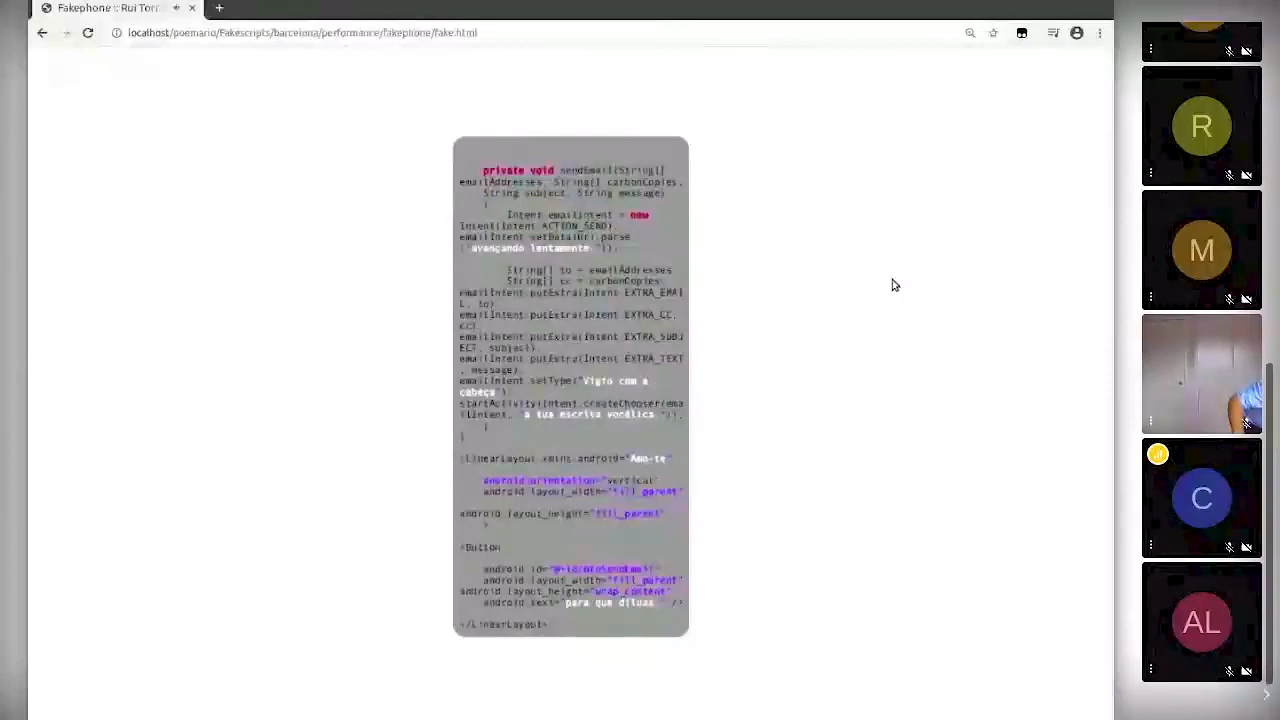 Fakephone :: Rui Torr
localhost/poemario/Fakescripts/barcelona/performance/fakephone/fake.html
private void sendEmail(String[]
emailAddresses, String[] carbonCopies,
String subject, String message)
{
Intent emailIntent = new
Intent(Intent.ACTION_SEND);
emailIntent.setData(Uri.parse
("avançando lentamente "));
String[] to = emailAddresses
String[] cc = carbonCopies
emailIntent.putExtra(Intent.EXTRA_EMAI
L, to)
emailIntent.putExtra(Intent.EXTRA_CC,
cc)
emailIntent.putExtra(Intent.EXTRA_SUBJ
ECT, subject)
emailIntent.putExtra(Intent.EXTRA_TEXT
, message)
emailIntent.setType("Vigio com a
cabeça")
startActivity(Intent.createChooser(ema
ilIntent, "a tua escrita vocálica "));
}
}
<LinearLayout xmlns:android="Amo-te"
android:orientation="vertical"
android:layout_width="fill_parent"
android:layout_height="fill_parent"
>
<Button
android:id="@+id/btnSendEmail"
android:layout_width="fill_parent"
android:layout_height="wrap_content"
android:text="para que diluas " />
</LinearLayout>
R
M
C
AL